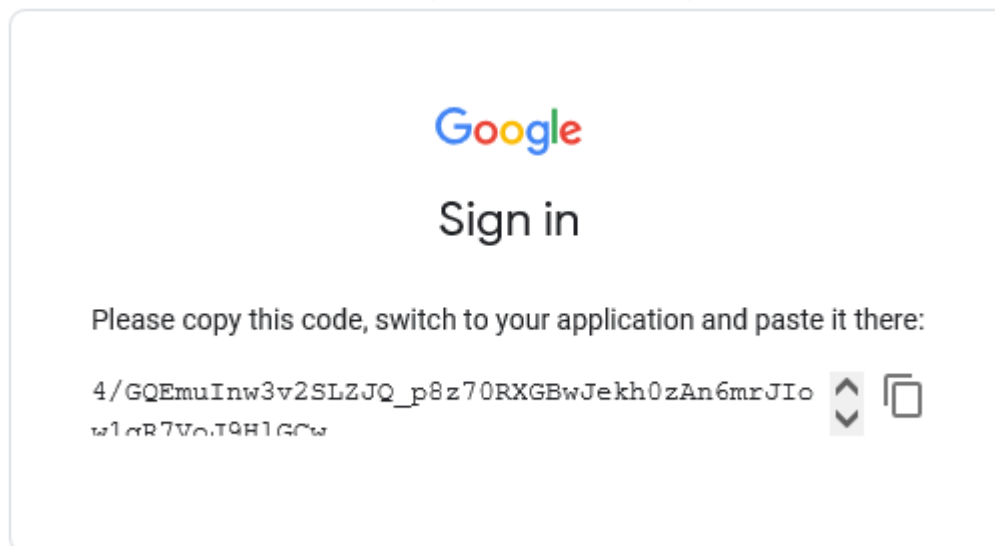 Google
Sign in
Please copy this code, switch to your application and paste it there:
4/GQEmuInw3v2SLZJQ_p8z70RXGBwJekh0zAn6mrJIo